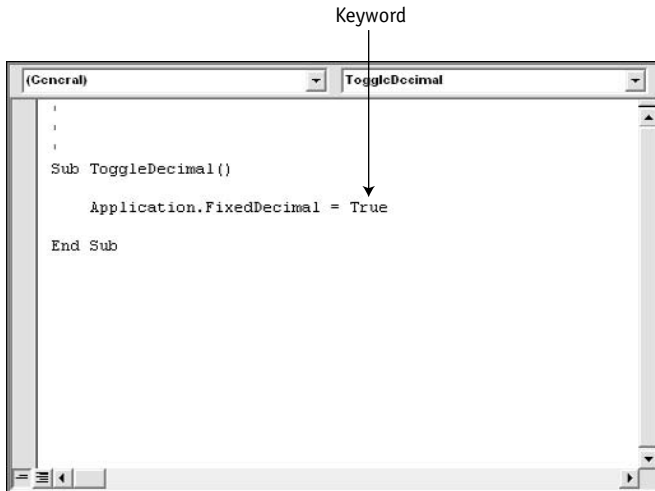 Keyword
(General) ToggleDecimal
'
'
'
Sub ToggleDecimal()
Application.FixedDecimal = True
End Sub